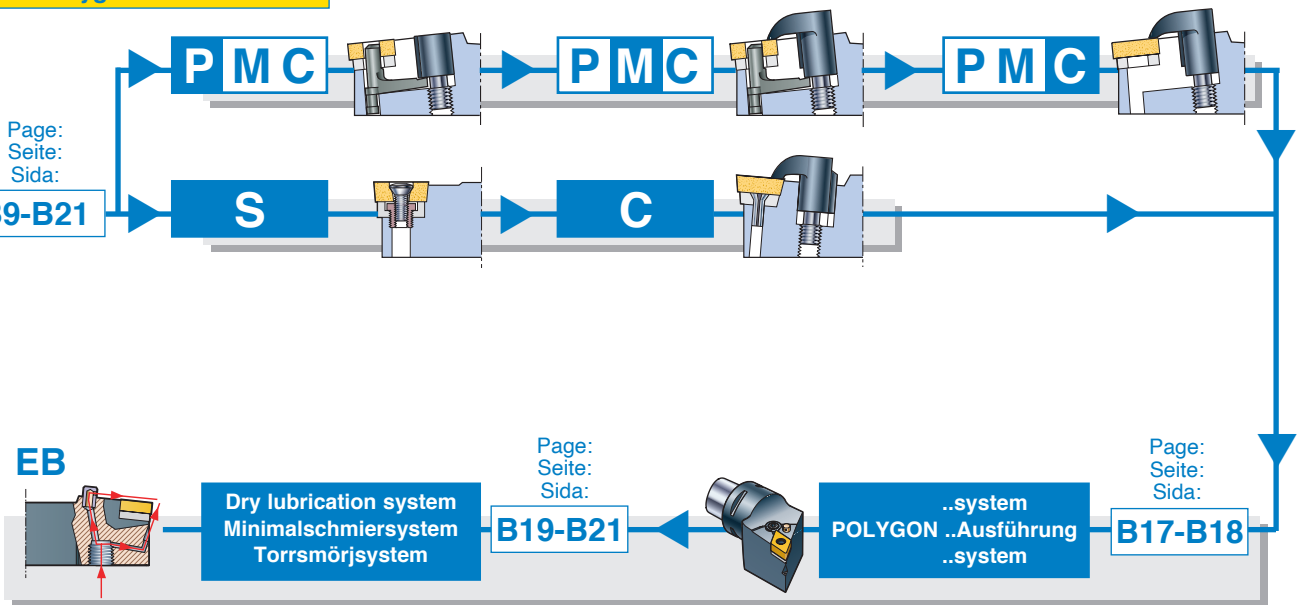 P M C
P M C
P M C
Page:
Seite:
Sida:
9-B21
S
C
EB
Dry lubrication system
Minimalschmiersystem
Torrsmörjsystem
Page:
Seite:
Sida:
B19-B21
..system
POLYGON ..Ausführung
..system
Page:
Seite:
Sida:
B17-B18